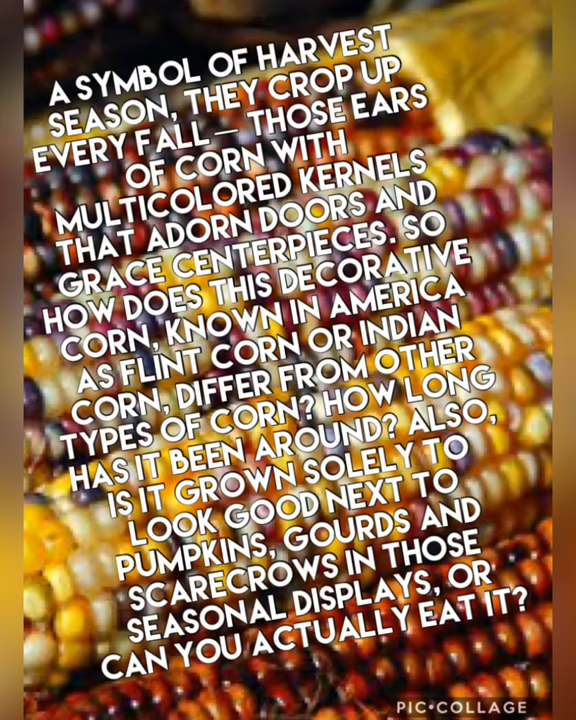 A SYMBOL OF HARVEST
SEASON, THEY CROP UP
EVERY FALL — THOSE EARS
OF CORN WITH
MULTICOLORED KERNELS
THAT ADORN DOORS AND
GRACE CENTERPIECES. SO
HOW DOES THIS DECORATIVE
CORN, KNOWN IN AMERICA
AS FLINT CORN OR INDIAN
CORN, DIFFER FROM OTHER
TYPES OF CORN? HOW LONG
HAS IT BEEN AROUND? ALSO,
IS IT GROWN SOLELY TO
LOOK GOOD NEXT TO
PUMPKINS, GOURDS AND
SCARECROWS IN THOSE
SEASONAL DISPLAYS, OR
CAN YOU ACTUALLY EAT IT?
PIC•COLLAGE